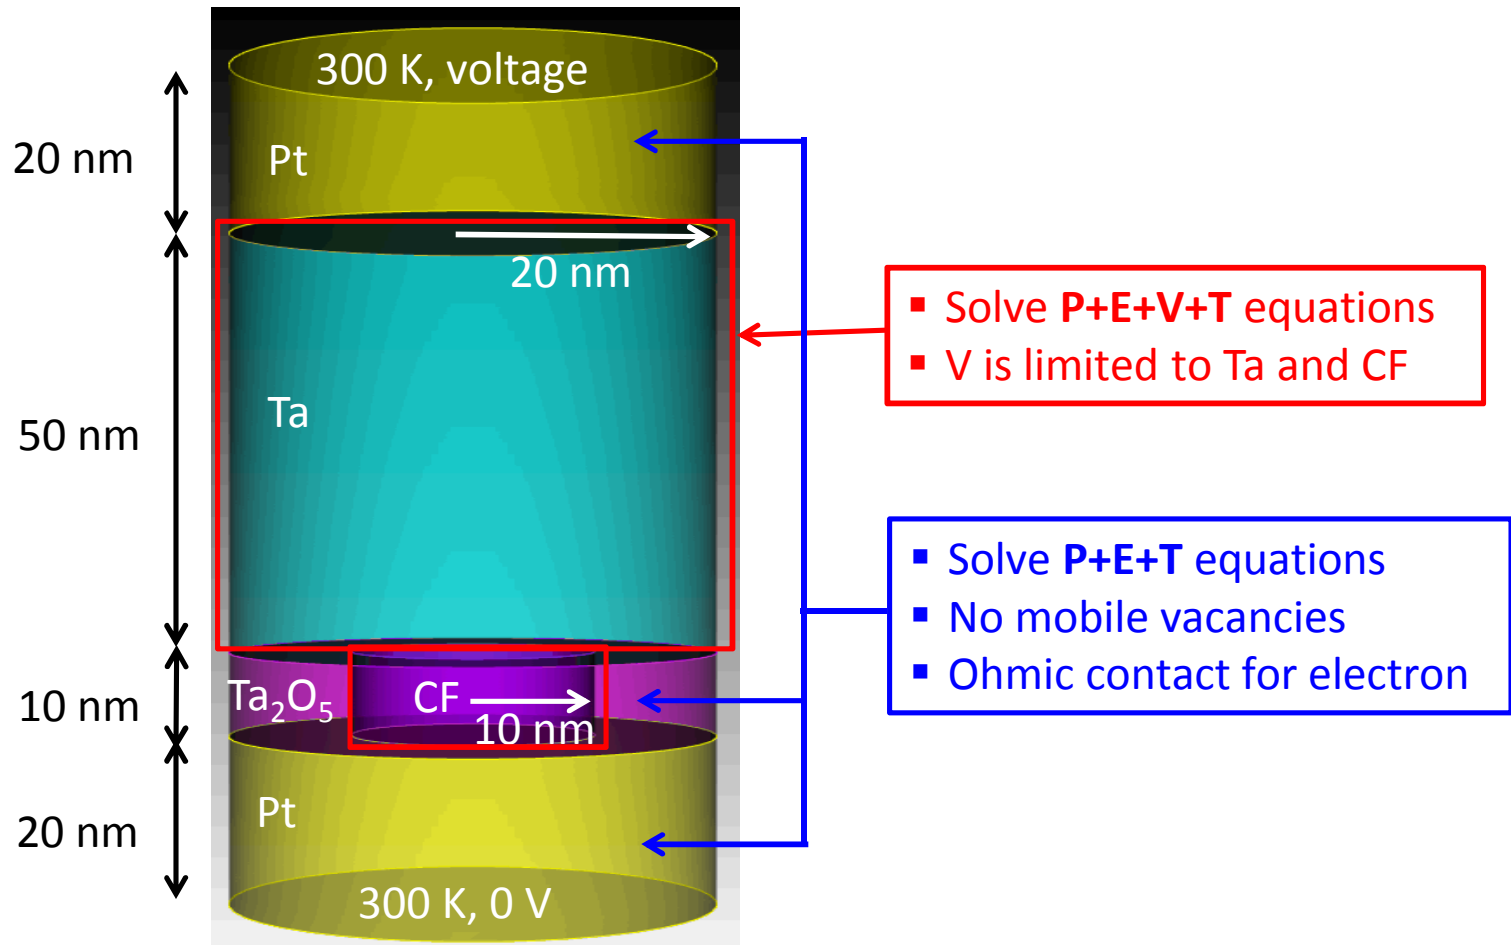 300 K, voltage
20 nm
Pt
20 nm
50 nm
Ta
▪ Solve P+E+V+T equations
▪ V is limited to Ta and CF
▪ Solve P+E+T equations
▪ No mobile vacancies
▪ Ohmic contact for electron
10 nm
Ta₂O₅
CF
10 nm
20 nm
Pt
300 K, 0 V